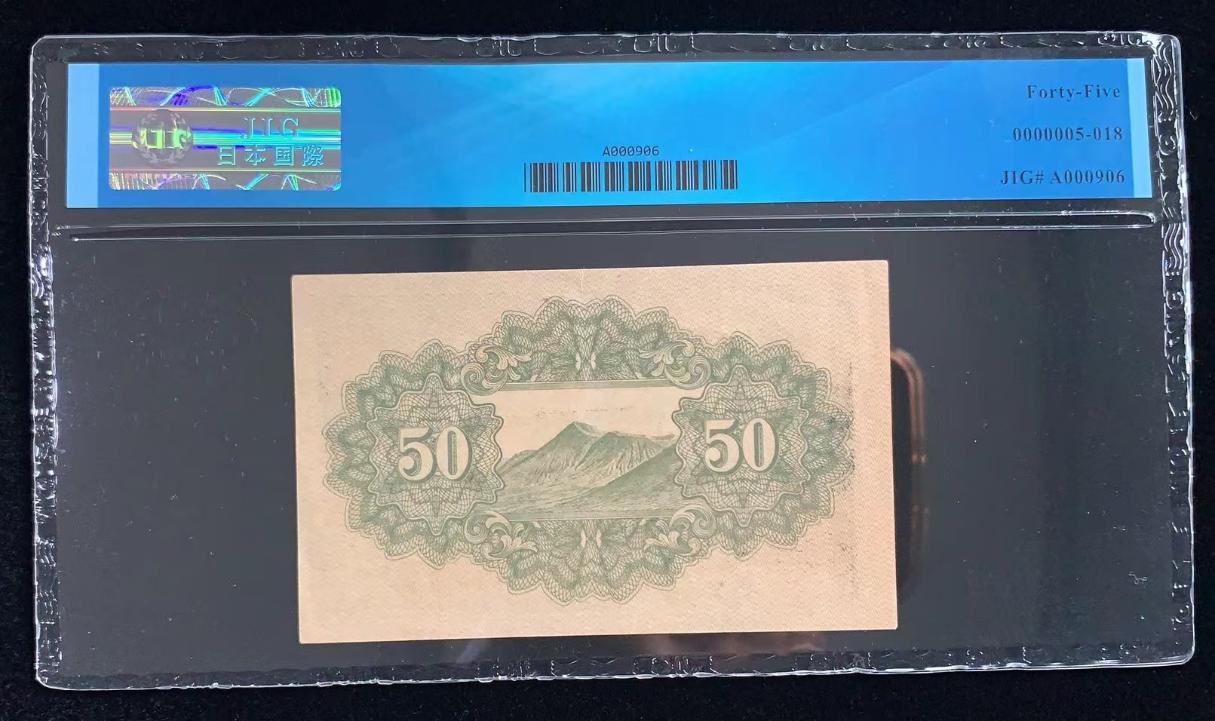 Forty-Five
JIG
日本国際
0000005-018
A000906
JIG# A000906
50
50